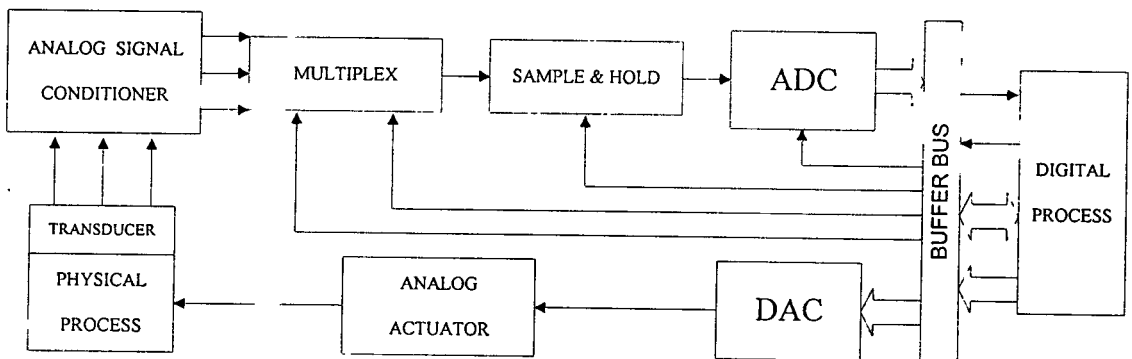 ANALOG SIGNAL
CONDITIONER
MULTIPLEX
SAMPLE & HOLD
ADC
BUFFER BUS
DIGITAL
PROCESS
TRANSDUCER
PHYSICAL
PROCESS
ANALOG
ACTUATOR
DAC